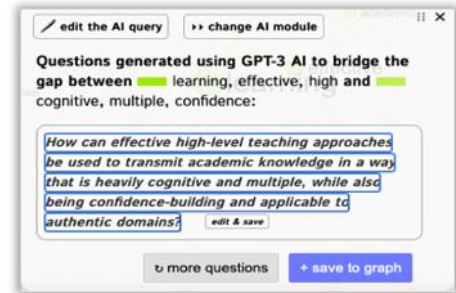 edit the AI query
change AI module
Questions generated using GPT-3 AI to bridge the
gap between learning, effective, high and
cognitive, multiple, confidence:
How can effective high-level teaching approaches
be used to transmit academic knowledge in a way
that is heavily cognitive and multiple, while also
being confidence-building and applicable to
authentic domains?
edit & save
↻ more questions
+ save to graph